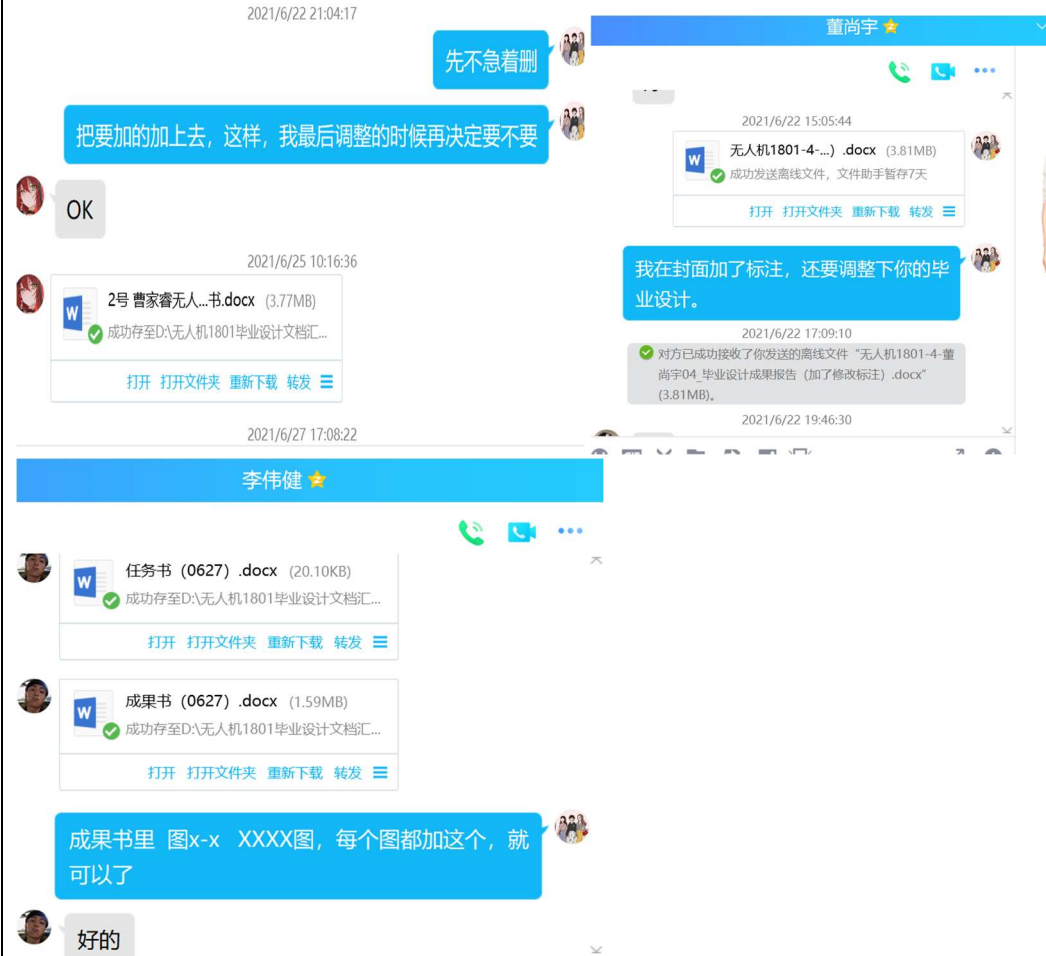 2021/6/22 21:04:17
先不急着删
把要加的加上去，这样，我最后调整的时候再决定要不要
OK
2021/6/25 10:16:36
2号 曹家睿无人...书.docx (3.77MB)
成功存至D:\无人机1801毕业设计文档汇...
打开 打开文件夹 重新下载 转发
2021/6/27 17:08:22
董尚宇
2021/6/22 15:05:44
无人机1801-4-...) .docx (3.81MB)
成功发送离线文件，文件助手暂存7天
打开 打开文件夹 重新下载 转发
我在封面加了标注，还要调整下你的毕
业设计。
2021/6/22 17:09:10
对方已成功接收了你发送的离线文件“无人机1801-4-董
尚宇04_毕业设计成果报告（加了修改标注）.docx”
(3.81MB)。
2021/6/22 19:46:30
李伟健
任务书（0627）.docx (20.10KB)
成功存至D:\无人机1801毕业设计文档汇...
打开 打开文件夹 重新下载 转发
成果书（0627）.docx (1.59MB)
成功存至D:\无人机1801毕业设计文档汇...
打开 打开文件夹 重新下载 转发
成果书里 图x-x XXXX图，每个图都加这个，就
可以了
好的